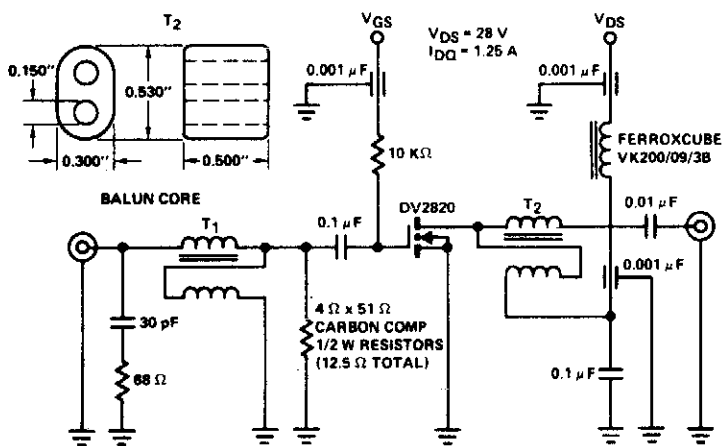 T2
0.150"
0.530"
0.300"
0.500"
BALUN CORE
VGS
VDS = 28 V
IDQ = 1.25 A
VDS
0.001 μF
0.001 μF
FERROXCUBE
VK200/09/3B
10 KΩ
0.1 μF
DV2820
T1
T2
0.01 μF
0.001 μF
30 pF
68 Ω
4 Ω x 51 Ω
CARBON COMP
1/2 W RESISTORS
(12.5 Ω TOTAL)
0.1 μF